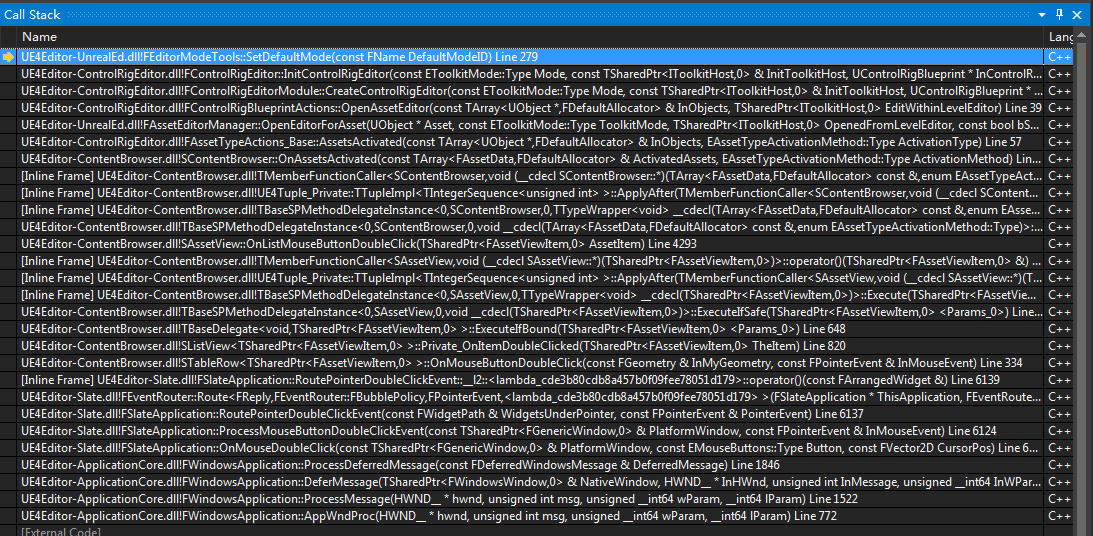 Call Stack
Name Lang
UE4Editor-UnrealEd.dll!FEditorModeTools::SetDefaultMode(const FName DefaultModeID) Line 279 C++
UE4Editor-ControlRigEditor.dll!FControlRigEditor::InitControlRigEditor(const EToolkitMode::Type Mode, const TSharedPtr<IToolkitHost,0> & InitToolkitHost, UControlRigBlueprint * InControlR... C++
UE4Editor-ControlRigEditor.dll!FControlRigEditorModule::CreateControlRigEditor(const EToolkitMode::Type Mode, const TSharedPtr<IToolkitHost,0> & InitToolkitHost, UControlRigBlueprint * ... C++
UE4Editor-ControlRigEditor.dll!FControlRigBlueprintActions::OpenAssetEditor(const TArray<UObject *,FDefaultAllocator> & InObjects, TSharedPtr<IToolkitHost,0> EditWithinLevelEditor) Line 39 C++
UE4Editor-UnrealEd.dll!FAssetEditorManager::OpenEditorForAsset(UObject * Asset, const EToolkitMode::Type ToolkitMode, TSharedPtr<IToolkitHost,0> OpenedFromLevelEditor, const bool bS... C++
UE4Editor-ControlRigEditor.dll!FAssetTypeActions_Base::AssetsActivated(const TArray<UObject *,FDefaultAllocator> & InObjects, EAssetTypeActivationMethod::Type ActivationType) Line 57 C++
UE4Editor-ContentBrowser.dll!SContentBrowser::OnAssetsActivated(const TArray<FAssetData,FDefaultAllocator> & ActivatedAssets, EAssetTypeActivationMethod::Type ActivationMethod) Lin... C++
[Inline Frame] UE4Editor-ContentBrowser.dll!TMemberFunctionCaller<SContentBrowser,void (__cdecl SContentBrowser::*)(TArray<FAssetData,FDefaultAllocator> const &,enum EAssetTypeActi... C++
[Inline Frame] UE4Editor-ContentBrowser.dll!UE4Tuple_Private::TTupleImpl<TIntegerSequence<unsigned int> >::ApplyAfter(TMemberFunctionCaller<SContentBrowser,void (__cdecl SContent... C++
[Inline Frame] UE4Editor-ContentBrowser.dll!TBaseSPMethodDelegateInstance<0,SContentBrowser,0,TTypeWrapper<void> __cdecl(TArray<FAssetData,FDefaultAllocator> const &,enum EAsse... C++
UE4Editor-ContentBrowser.dll!TBaseSPMethodDelegateInstance<0,SContentBrowser,0,void __cdecl(TArray<FAssetData,FDefaultAllocator> const &,enum EAssetTypeActivationMethod::Type)>::... C++
UE4Editor-ContentBrowser.dll!SAssetView::OnListMouseButtonDoubleClick(TSharedPtr<FAssetViewItem,0> AssetItem) Line 4293 C++
[Inline Frame] UE4Editor-ContentBrowser.dll!TMemberFunctionCaller<SAssetView,void (__cdecl SAssetView::*)(TSharedPtr<FAssetViewItem,0>)>::operator()(TSharedPtr<FAssetViewItem,0> &) ... C++
[Inline Frame] UE4Editor-ContentBrowser.dll!UE4Tuple_Private::TTupleImpl<TIntegerSequence<unsigned int> >::ApplyAfter(TMemberFunctionCaller<SAssetView,void (__cdecl SAssetView::*)(T... C++
[Inline Frame] UE4Editor-ContentBrowser.dll!TBaseSPMethodDelegateInstance<0,SAssetView,0,TTypeWrapper<void> __cdecl(TSharedPtr<FAssetViewItem,0>)>::Execute(TSharedPtr<FAssetVie... C++
UE4Editor-ContentBrowser.dll!TBaseSPMethodDelegateInstance<0,SAssetView,0,void __cdecl(TSharedPtr<FAssetViewItem,0>)>::ExecuteIfSafe(TSharedPtr<FAssetViewItem,0> <Params_0>) Line... C++
UE4Editor-ContentBrowser.dll!TBaseDelegate<void,TSharedPtr<FAssetViewItem,0> >::ExecuteIfBound(TSharedPtr<FAssetViewItem,0> <Params_0>) Line 648 C++
UE4Editor-ContentBrowser.dll!SListView<TSharedPtr<FAssetViewItem,0> >::Private_OnItemDoubleClicked(TSharedPtr<FAssetViewItem,0> TheItem) Line 820 C++
UE4Editor-ContentBrowser.dll!STableRow<TSharedPtr<FAssetViewItem,0> >::OnMouseButtonDoubleClick(const FGeometry & InMyGeometry, const FPointerEvent & InMouseEvent) Line 334 C++
[Inline Frame] UE4Editor-Slate.dll!FSlateApplication::RoutePointerDoubleClickEvent::__l2::<lambda_cde3b80cdb8a457b0f09fee78051d179>::operator()(const FArrangedWidget &) Line 6139 C++
UE4Editor-Slate.dll!FEventRouter::Route<FReply,FEventRouter::FBubblePolicy,FPointerEvent,<lambda_cde3b80cdb8a457b0f09fee78051d179> >(FSlateApplication * ThisApplication, FEventRoute... C++
UE4Editor-Slate.dll!FSlateApplication::RoutePointerDoubleClickEvent(const FWidgetPath & WidgetsUnderPointer, const FPointerEvent & PointerEvent) Line 6137 C++
UE4Editor-Slate.dll!FSlateApplication::ProcessMouseButtonDoubleClickEvent(const TSharedPtr<FGenericWindow,0> & PlatformWindow, const FPointerEvent & InMouseEvent) Line 6124 C++
UE4Editor-Slate.dll!FSlateApplication::OnMouseDoubleClick(const TSharedPtr<FGenericWindow,0> & PlatformWindow, const EMouseButtons::Type Button, const FVector2D CursorPos) Line 6... C++
UE4Editor-ApplicationCore.dll!FWindowsApplication::ProcessDeferredMessage(const FDeferredWindowsMessage & DeferredMessage) Line 1846 C++
UE4Editor-ApplicationCore.dll!FWindowsApplication::DeferMessage(TSharedPtr<FWindowsWindow,0> & NativeWindow, HWND__ * InHWnd, unsigned int InMessage, unsigned __int64 InWPar... C++
UE4Editor-ApplicationCore.dll!FWindowsApplication::ProcessMessage(HWND__ * hwnd, unsigned int msg, unsigned __int64 wParam, __int64 lParam) Line 1522 C++
UE4Editor-ApplicationCore.dll!FWindowsApplication::AppWndProc(HWND__ * hwnd, unsigned int msg, unsigned __int64 wParam, __int64 lParam) Line 772 C++
[External Code]